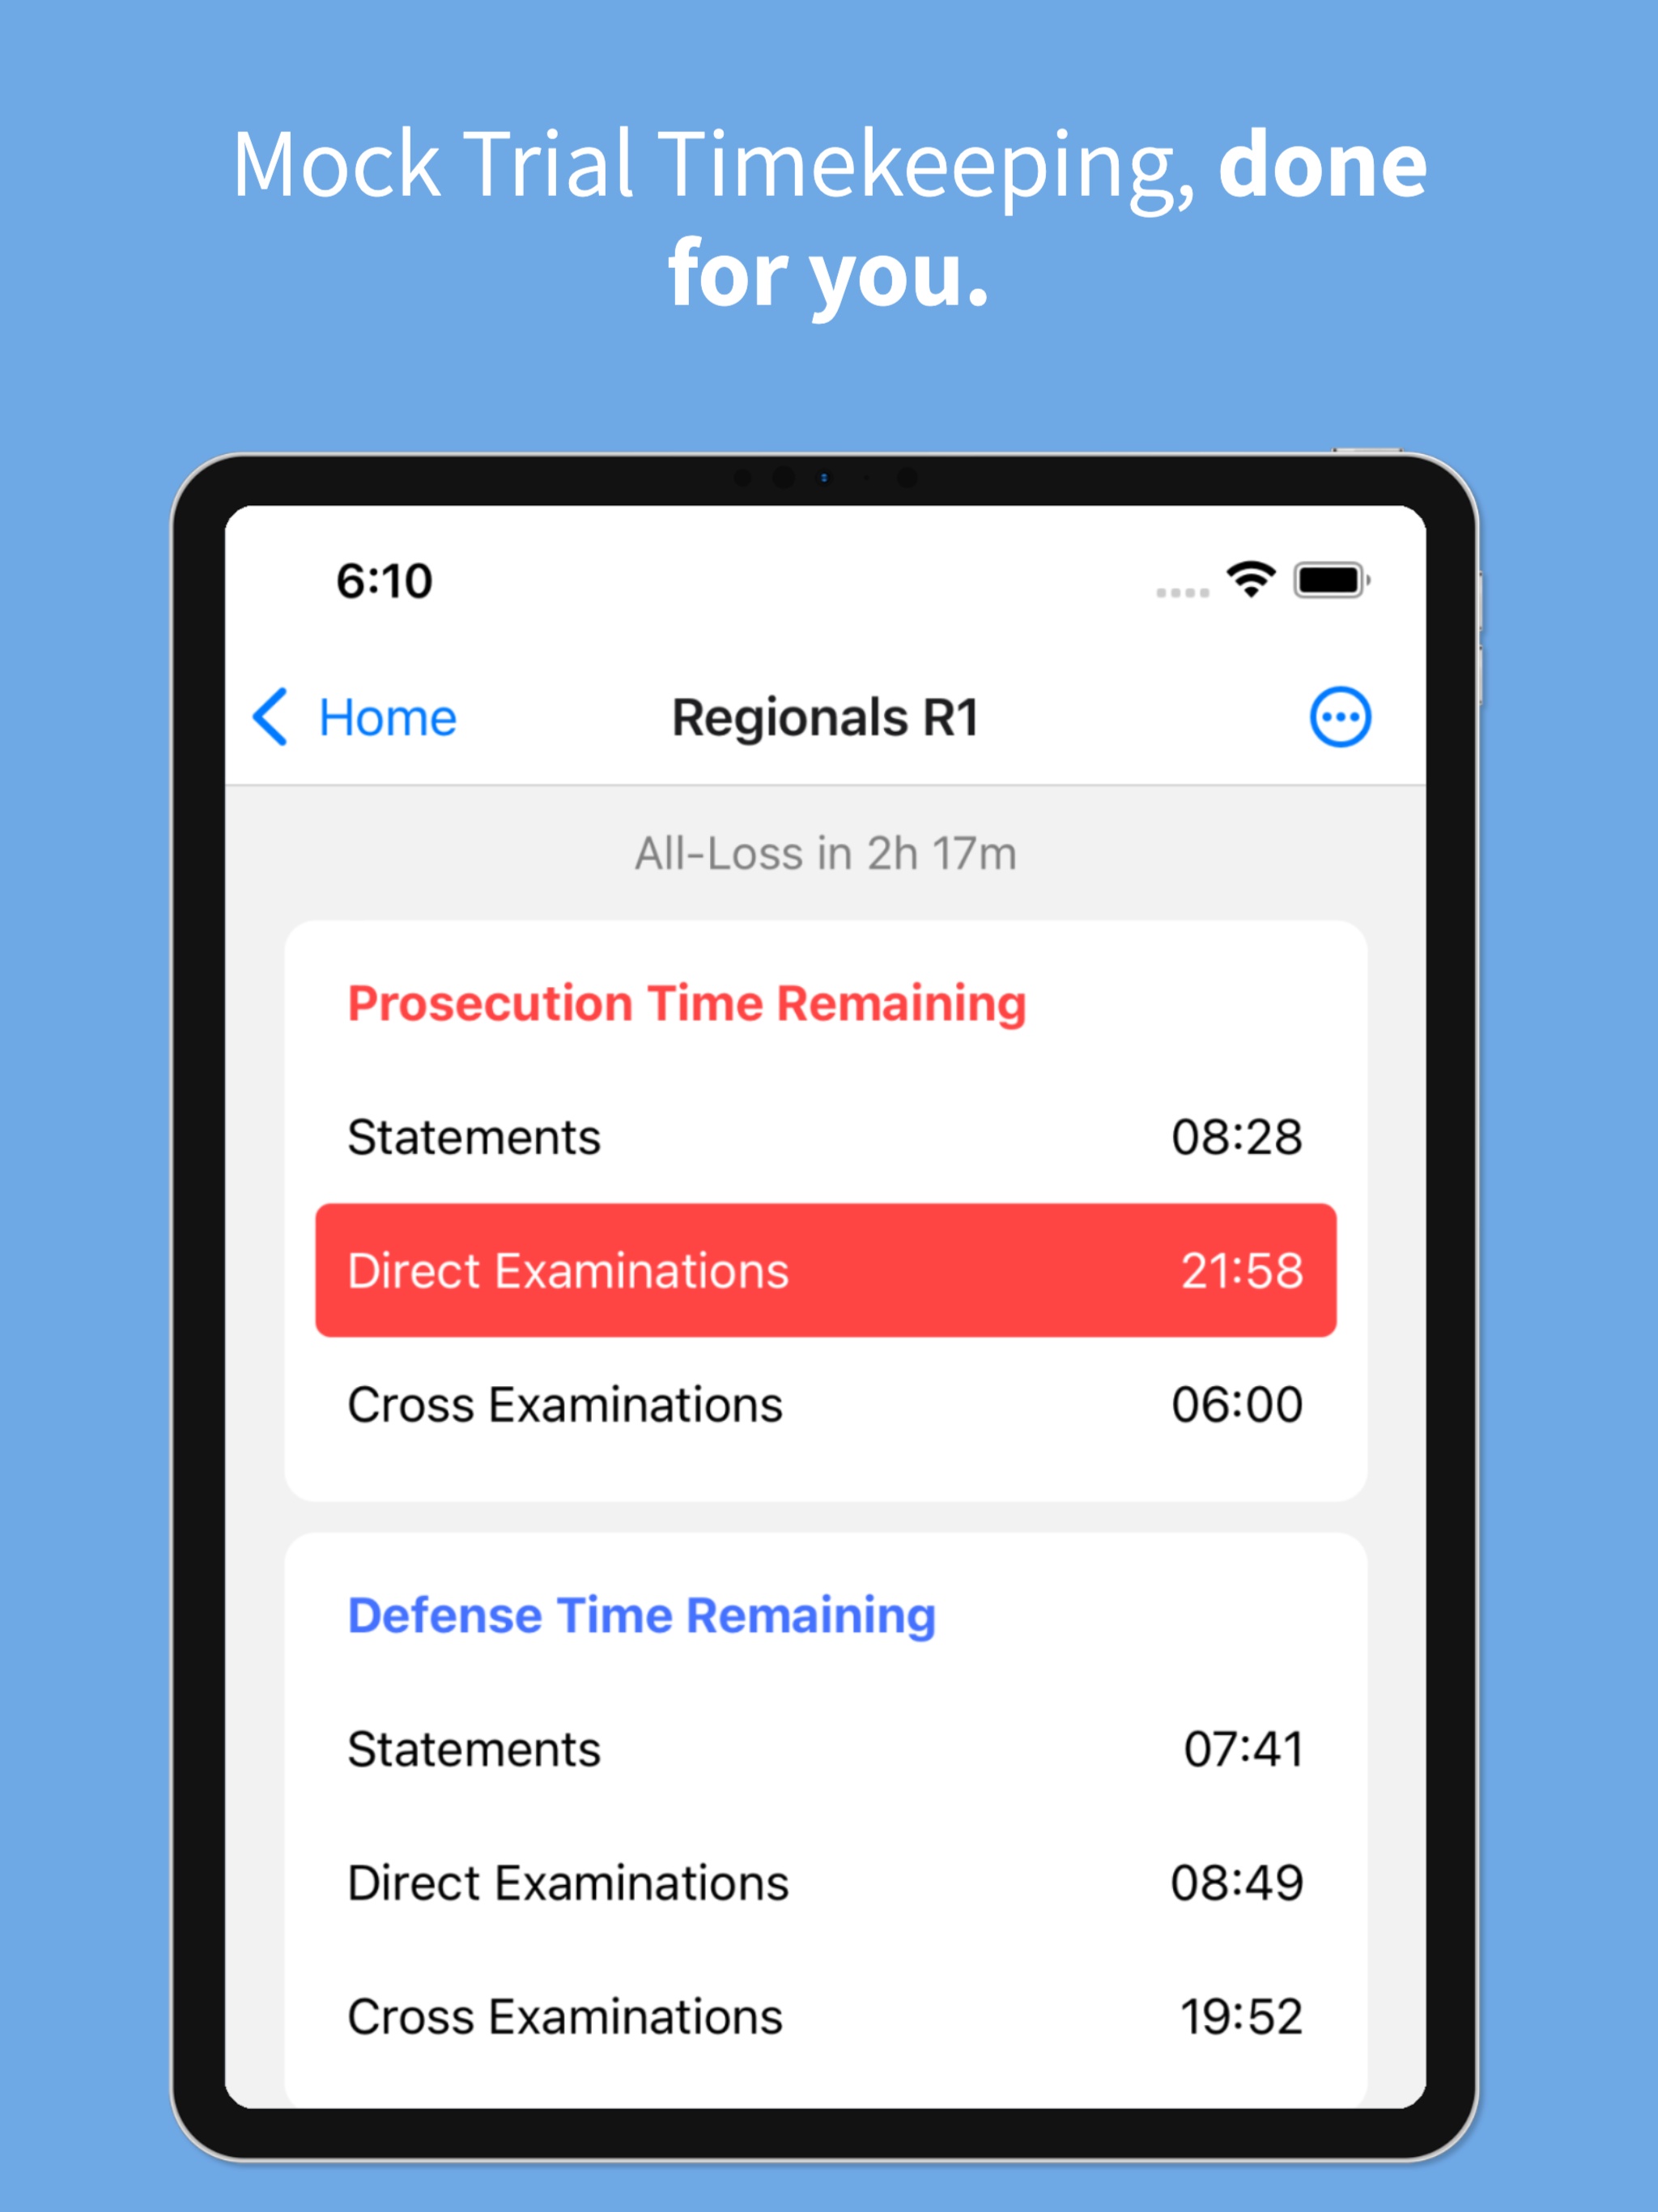 Mock Trial Timekeeping, done
for you.
6:10
Home Regionals R1
All-Loss in 2h 17m
Prosecution Time Remaining
Statements 08:28
Direct Examinations 21:58
Cross Examinations 06:00
Defense Time Remaining
Statements 07:41
Direct Examinations 08:49
Cross Examinations 19:52